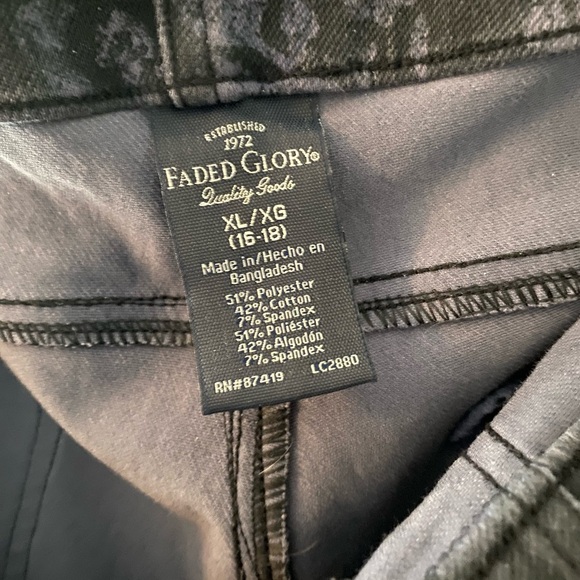 ESTABLISHED
1972
FADED GLORY®
Quality Goods
XL/XG
(16-18)
Made in/Hecho en
Bangladesh
51% Polyester
42% Cotton
7% Spandex
51% Poliéster
42% Algodón
7% Spandex
RN#87419 LC2880